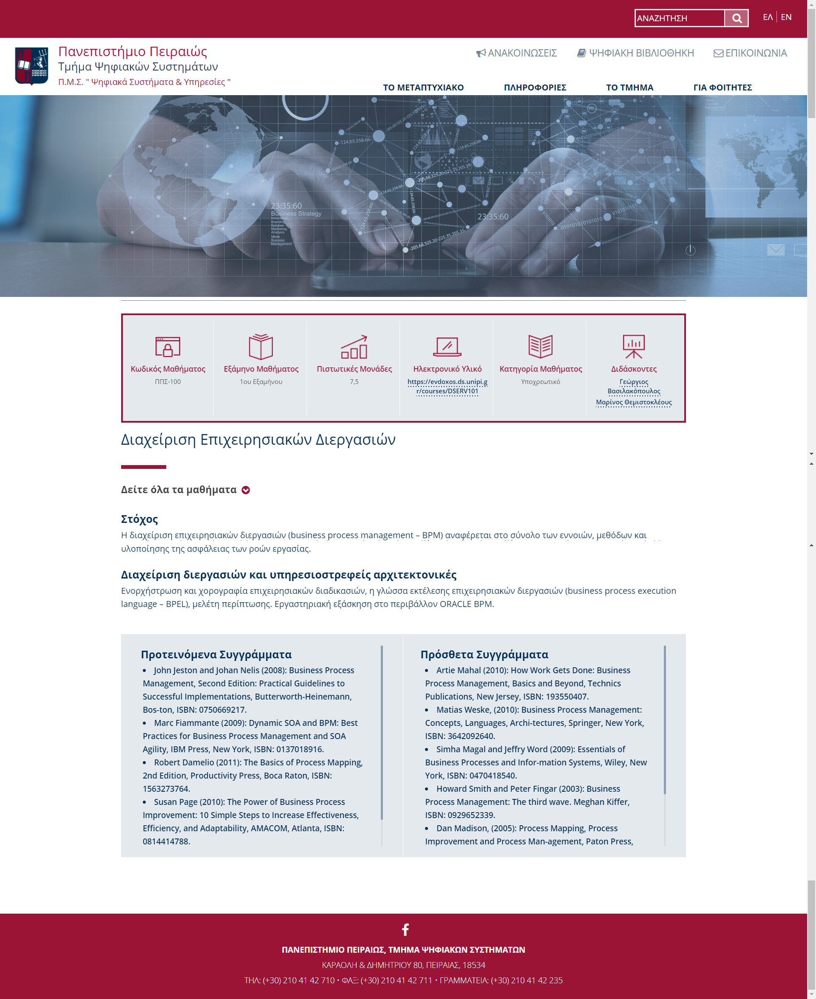 ΑΝΑΖΗΤΗΣΗ
ΕΛ
EN
Πανεπιστήμιο Πειραιώς
Τμήμα Ψηφιακών Συστημάτων
Π.Μ.Σ. " Ψηφιακά Συστήματα & Υπηρεσίες "
ΑΝΑΚΟΙΝΩΣΕΙΣ
ΨΗΦΙΑΚΗ ΒΙΒΛΙΟΘΗΚΗ
ΕΠΙΚΟΙΝΩΝΙΑ
ΤΟ ΜΕΤΑΠΤΥΧΙΑΚΟ
ΠΛΗΡΟΦΟΡΙΕΣ
ΤΟ ΤΜΗΜΑ
ΓΙΑ ΦΟΙΤΗΤΕΣ
23:35:60
Business Strategy
Innovation
Branding
Solution
Marketing
Analysis
Ideas
Success
Management
23:35:60
Κωδικός Μαθήματος
ΠΠΣ-100
Εξάμηνο Μαθήματος
1ου Εξαμήνου
Πιστωτικές Μονάδες
7,5
Ηλεκτρονικό Υλικό
https://evdoxos.ds.unipi.g
r/courses/DSERV101
Κατηγορία Μαθήματος
Υποχρεωτικό
Διδάσκοντες
Γεώργιος
Βασιλακόπουλος
Μαρίνος Θεμιστοκλέους
Διαχείριση Επιχειρησιακών Διεργασιών
Δείτε όλα τα μαθήματα
Στόχος
Η διαχείριση επιχειρησιακών διεργασιών (business process management – BPM) αναφέρεται στο σύνολο των εννοιών, μεθόδων και
υλοποίησης της ασφάλειας των ροών εργασίας.
Διαχείριση διεργασιών και υπηρεσιοστρεφείς αρχιτεκτονικές
Ενορχήστρωση και χορογραφία επιχειρησιακών διαδικασιών, η γλώσσα εκτέλεσης επιχειρησιακών διεργασιών (business process execution
language – BPEL), μελέτη περίπτωσης. Εργαστηριακή εξάσκηση στο περιβάλλον ORACLE BPM.
Προτεινόμενα Συγγράμματα
• John Jeston and Johan Nelis (2008): Business Process
Management, Second Edition: Practical Guidelines to
Successful Implementations, Butterworth-Heinemann,
Bos-ton, ISBN: 0750669217.
• Marc Fiammante (2009): Dynamic SOA and BPM: Best
Practices for Business Process Management and SOA
Agility, IBM Press, New York, ISBN: 0137018916.
• Robert Damelio (2011): The Basics of Process Mapping,
2nd Edition, Productivity Press, Boca Raton, ISBN:
1563273764.
• Susan Page (2010): The Power of Business Process
Improvement: 10 Simple Steps to Increase Effectiveness,
Efficiency, and Adaptability, AMACOM, Atlanta, ISBN:
0814414788.
Πρόσθετα Συγγράμματα
• Artie Mahal (2010): How Work Gets Done: Business
Process Management, Basics and Beyond, Technics
Publications, New Jersey, ISBN: 193550407.
• Matias Weske, (2010): Business Process Management:
Concepts, Languages, Archi-tectures, Springer, New York,
ISBN: 3642092640.
• Simha Magal and Jeffry Word (2009): Essentials of
Business Processes and Infor-mation Systems, Wiley, New
York, ISBN: 0470418540.
• Howard Smith and Peter Fingar (2003): Business
Process Management: The third wave. Meghan Kiffer,
ISBN: 0929652339.
• Dan Madison, (2005): Process Mapping, Process
Improvement and Process Man-agement, Paton Press,
ΠΑΝΕΠΙΣΤΗΜΙΟ ΠΕΙΡΑΙΩΣ, ΤΜΗΜΑ ΨΗΦΙΑΚΩΝ ΣΥΣΤΗΜΑΤΩΝ
ΚΑΡΑΟΛΗ & ΔΗΜΗΤΡΙΟΥ 80, ΠΕΙΡΑΙΑΣ, 18534
ΤΗΛ: (+30) 210 41 42 710 • ΦΑΞ: (+30) 210 41 42 711 • ΓΡΑΜΜΑΤΕΙΑ: (+30) 210 41 42 235